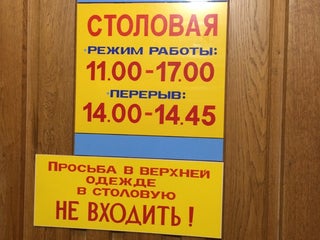 СТОЛОВАЯ
РЕЖИМ РАБОТЫ:
11.00-17.00
ПЕРЕРЫВ:
14.00-14.45
ПРОСЬБА В ВЕРХНЕЙ
ОДЕЖДЕ
В СТОЛОВУЮ
НЕ ВХОДИТЬ!